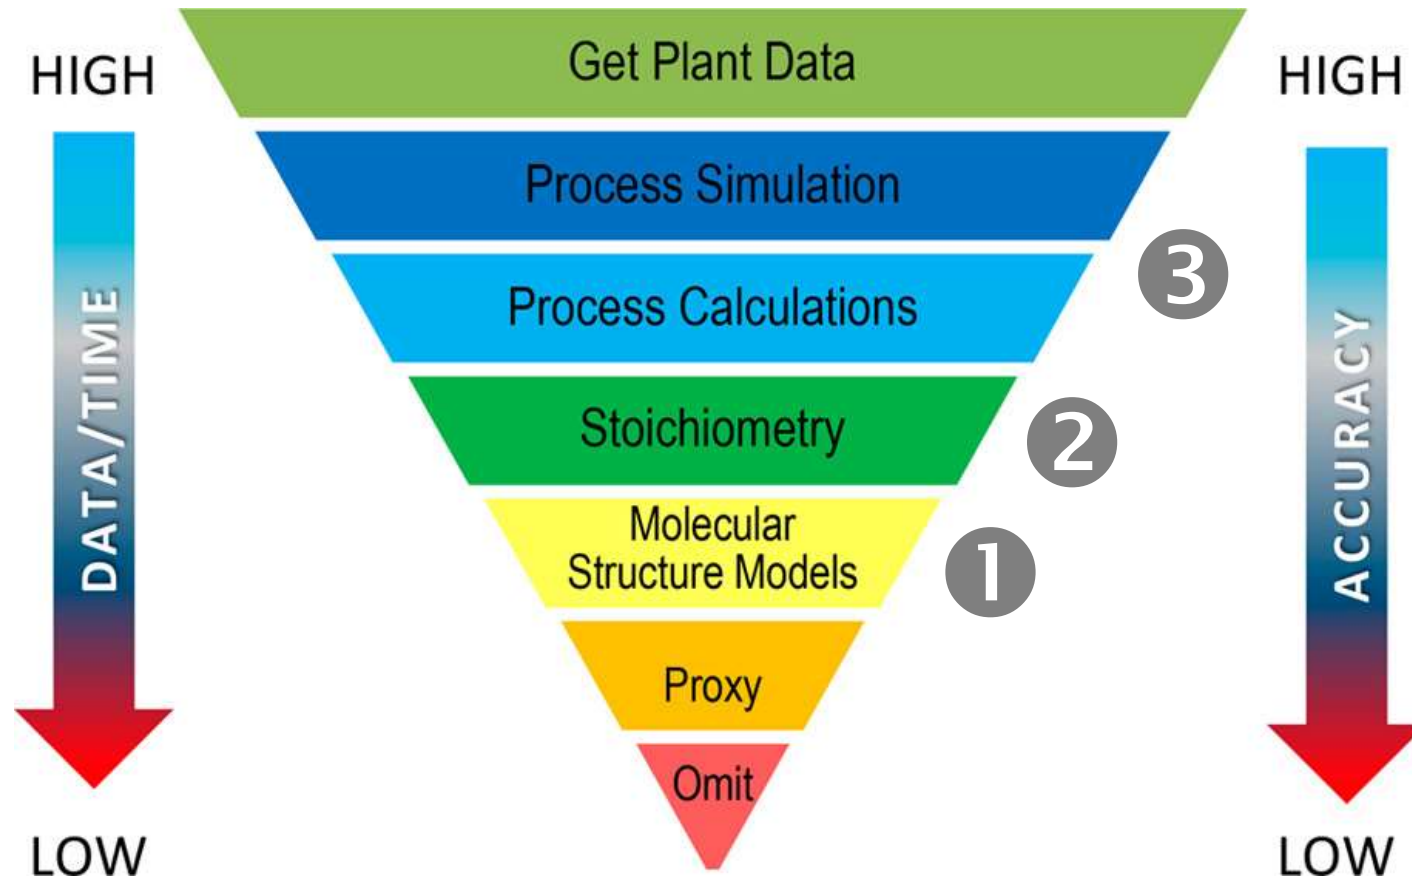 HIGH
Get Plant Data
HIGH
Process Simulation
3
Process Calculations
DATA/TIME
ACCURACY
Stoichiometry
2
Molecular
Structure Models
1
Proxy
Omit
LOW
LOW